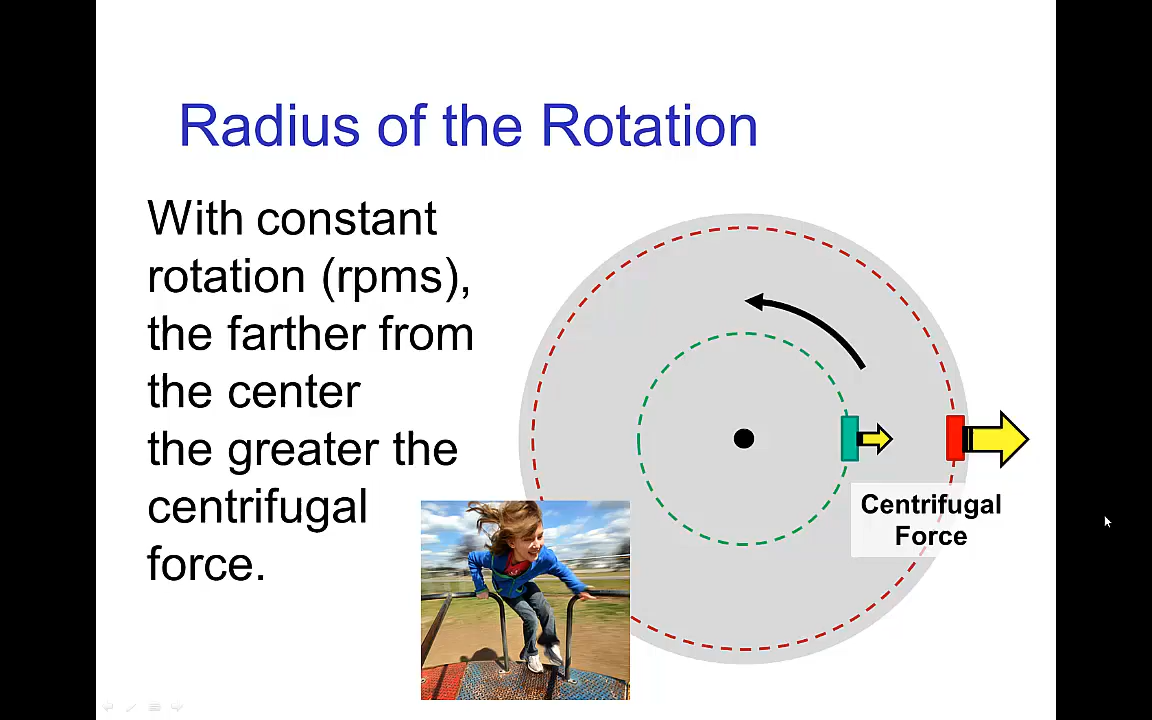 Radius of the Rotation
With constant
rotation (rpms),
the farther from
the center
the greater the
centrifugal
force.
Centrifugal
Force